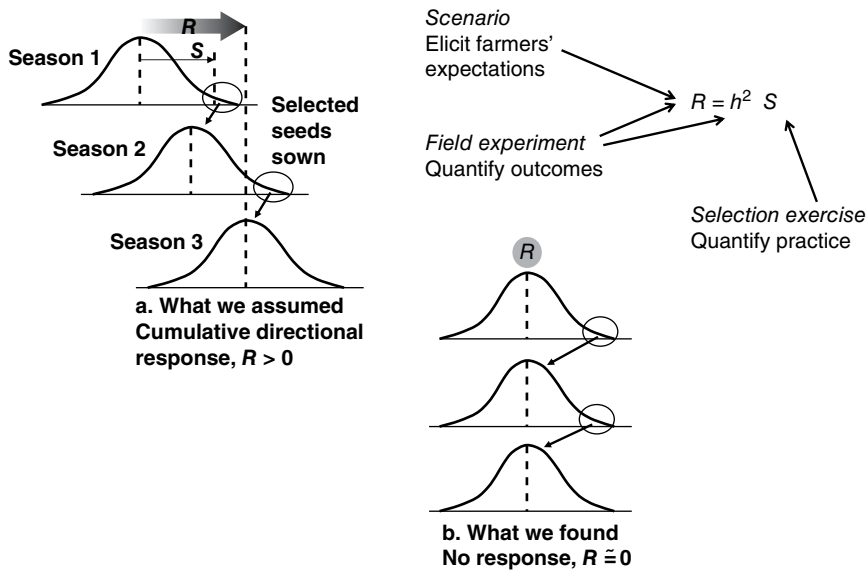 R
S
Season 1
Selected
seeds
sown
Season 2
Season 3
a. What we assumed
Cumulative directional
response, R > 0
Scenario
Elicit farmers'
expectations
R = h² S
Field experiment
Quantify outcomes
Selection exercise
Quantify practice
R
b. What we found
No response, R ≅ 0